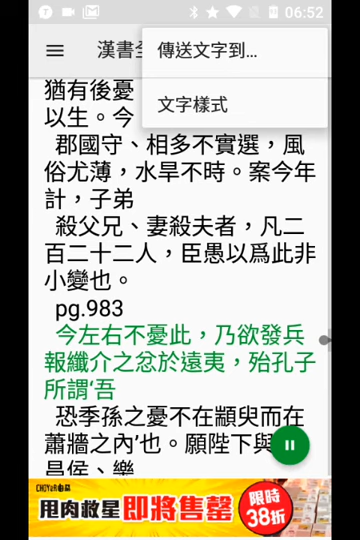 06:52
漢書全
傳送文字到...
文字樣式
猶有後憂
以生。今
郡國守、相多不實選，風
俗尤薄，水旱不時。案今年
計，子弟
殺父兄、妻殺夫者，凡二
百二十二人，臣愚以爲此非
小變也。
pg.983
今左右不憂此，乃欲發兵
報纖介之忿於遠夷，殆孔子
所謂‘吾
恐季孫之憂不在顓臾而在
蕭牆之內’也。願陛下與
昌侯、樂
CHIYUR
甩肉救星即將售罄
限時
38折